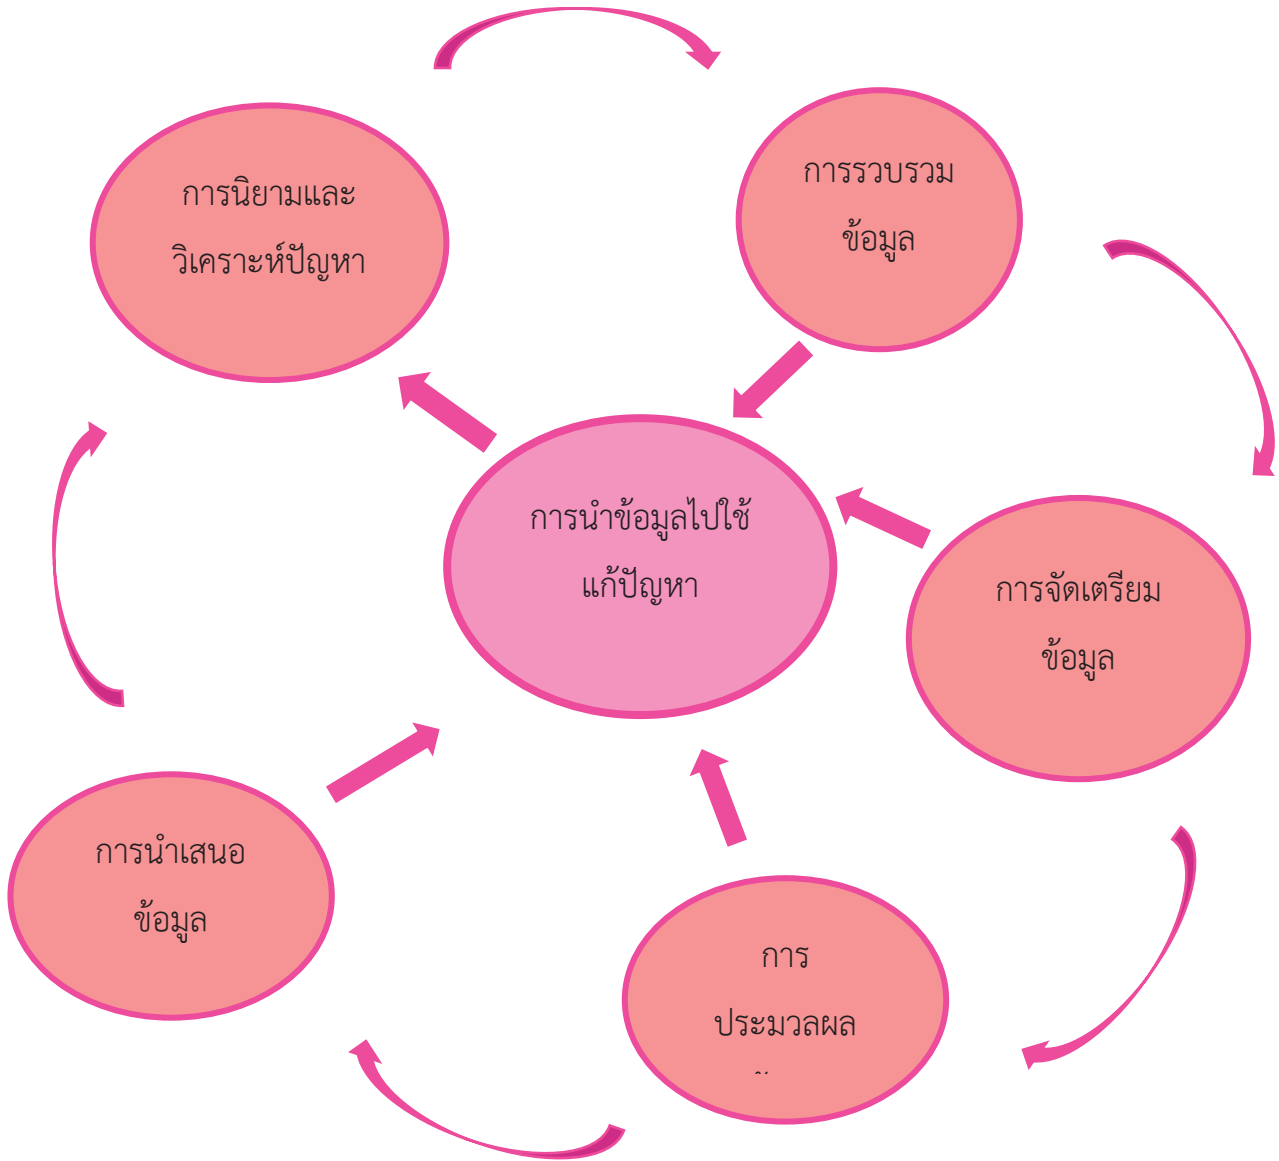 การนิยามและ
วิเคราะห์ปัญหา
การรวบรวม
ข้อมูล
การนำข้อมูลไปใช้
แก้ปัญหา
การจัดเตรียม
ข้อมูล
การนำเสนอ
ข้อมูล
การ
ประมวลผล